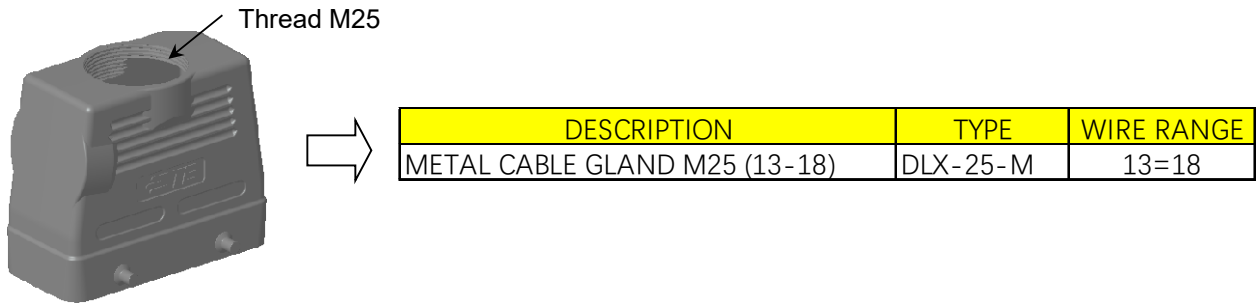 Thread M25
DESCRIPTION TYPE WIRE RANGE
METAL CABLE GLAND M25 (13-18) DLX-25-M 13=18